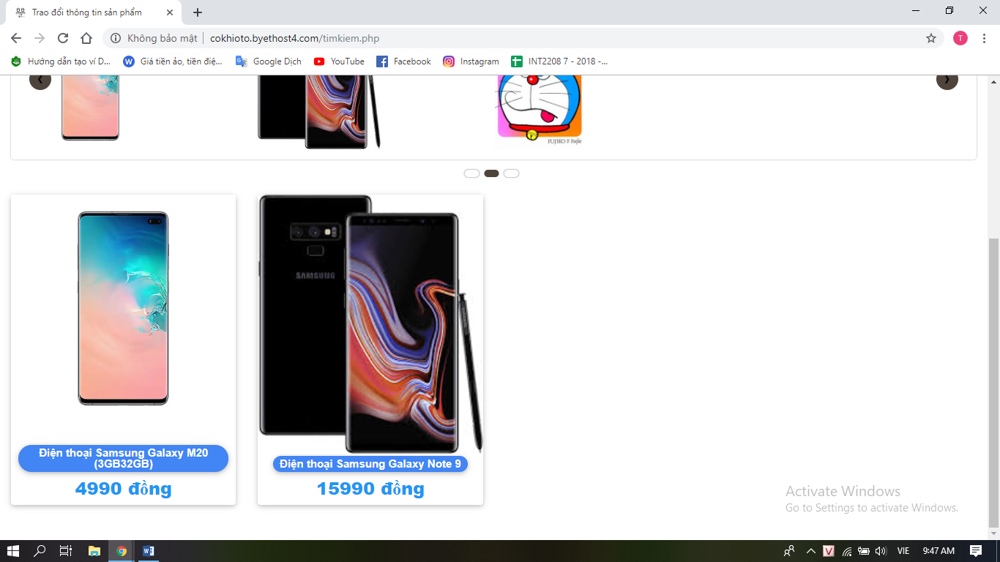 Trao đổi thông tin sản phẩm
Không bảo mật
cokhioto.byethost4.com/timkiem.php
T
Hướng dẫn tạo ví D...
Giá tiền ảo, tiền điệ...
Google Dịch
YouTube
Facebook
Instagram
INT2208 7 - 2018 -...
FUJIKO F Fujio
SAMSUNG
Điện thoại Samsung Galaxy M20
(3GB32GB)
4990 đồng
Điện thoại Samsung Galaxy Note 9
15990 đồng
Activate Windows
Go to Settings to activate Windows.
VIE
9:47 AM